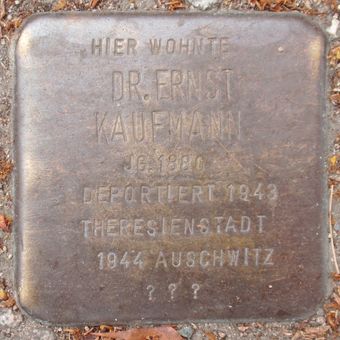 HIER WOHNTE
DR. ERNST
KAUFMANN
JG. 1880
DEPORTIERT 1943
THERESIENSTADT
1944 AUSCHWITZ
? ? ?